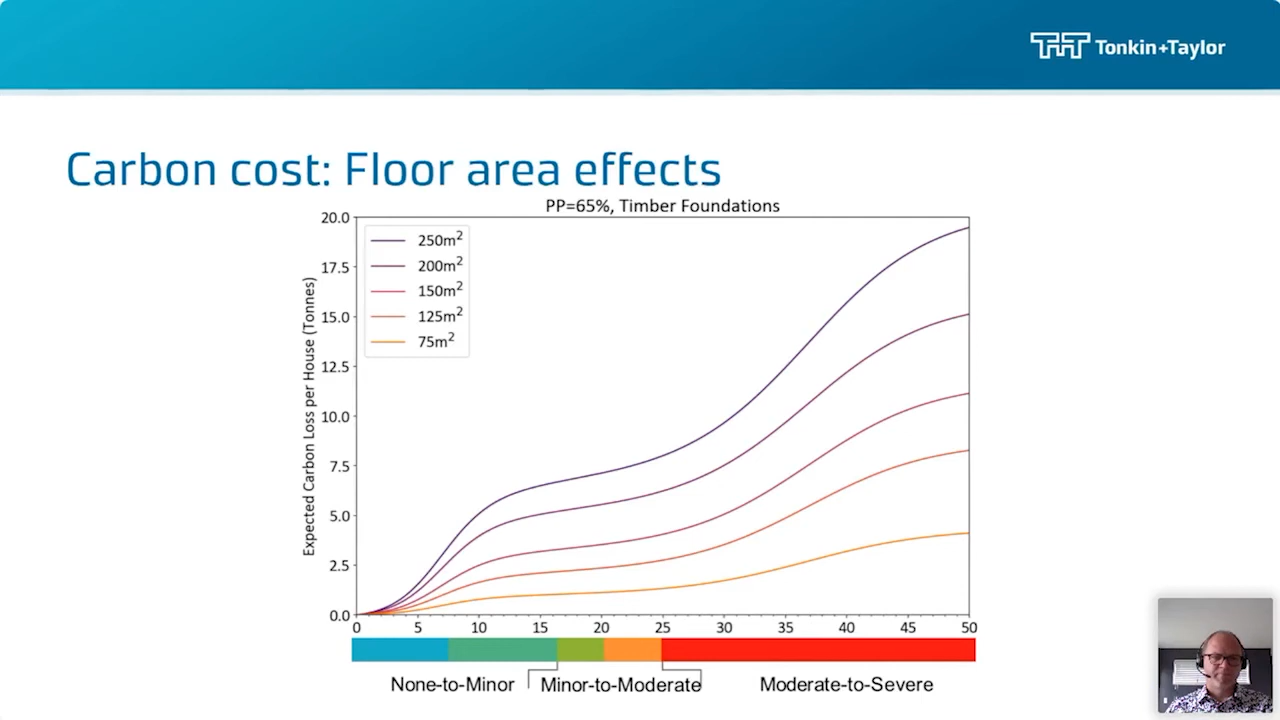 Tonkin+Taylor
Carbon cost: Floor area effects
PP=65%, Timber Foundations
20.0
17.5
15.0
12.5
10.0
7.5
5.0
2.5
0.0
Expected Carbon Loss per House (Tonnes)
250m²
200m²
150m²
125m²
75m²
0 5 10 15 20 25 30 35 40 45 50
None-to-Minor Minor-to-Moderate Moderate-to-Severe